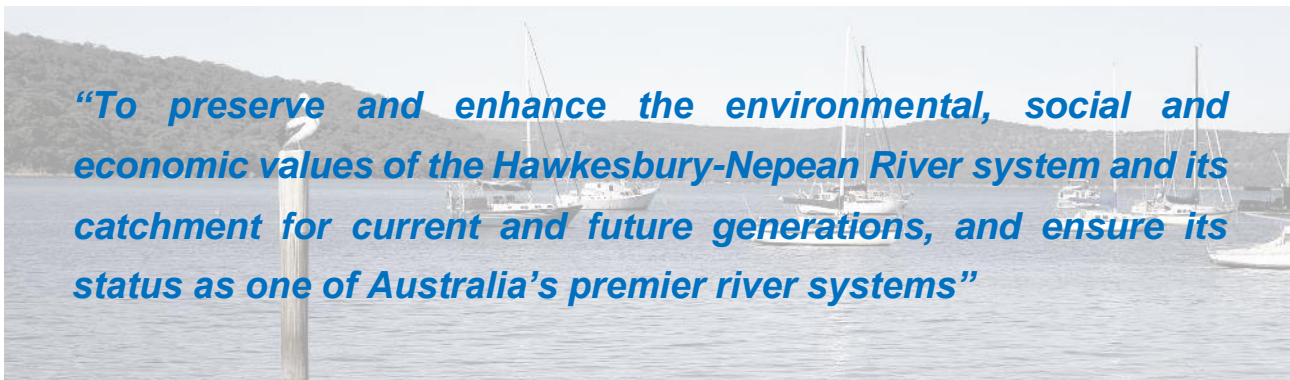 “To preserve and enhance the environmental, social and
economic values of the Hawkesbury-Nepean River system and its
catchment for current and future generations, and ensure its
status as one of Australia’s premier river systems”